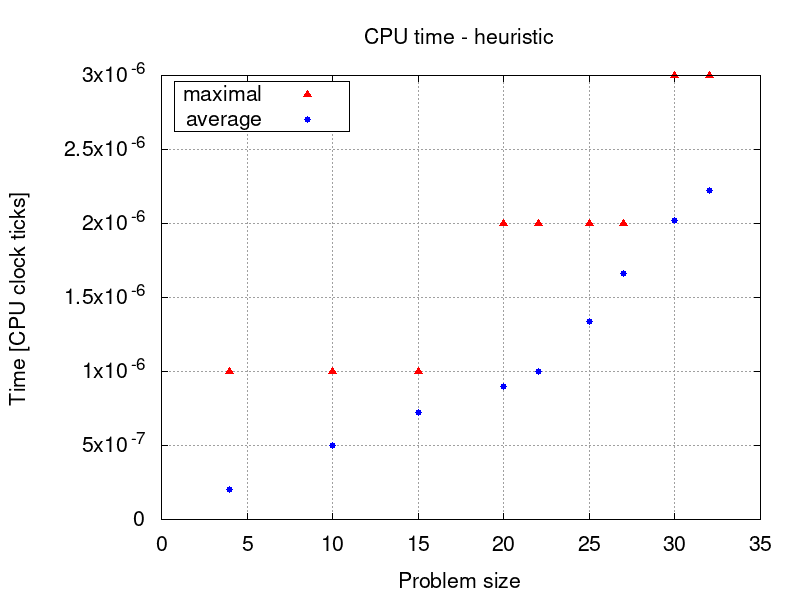 CPU time - heuristic
maximal
average
3x10⁻⁶
2.5x10⁻⁶
2x10⁻⁶
1.5x10⁻⁶
1x10⁻⁶
5x10⁻⁷
0
Time [CPU clock ticks]
0 5 10 15 20 25 30 35
Problem size